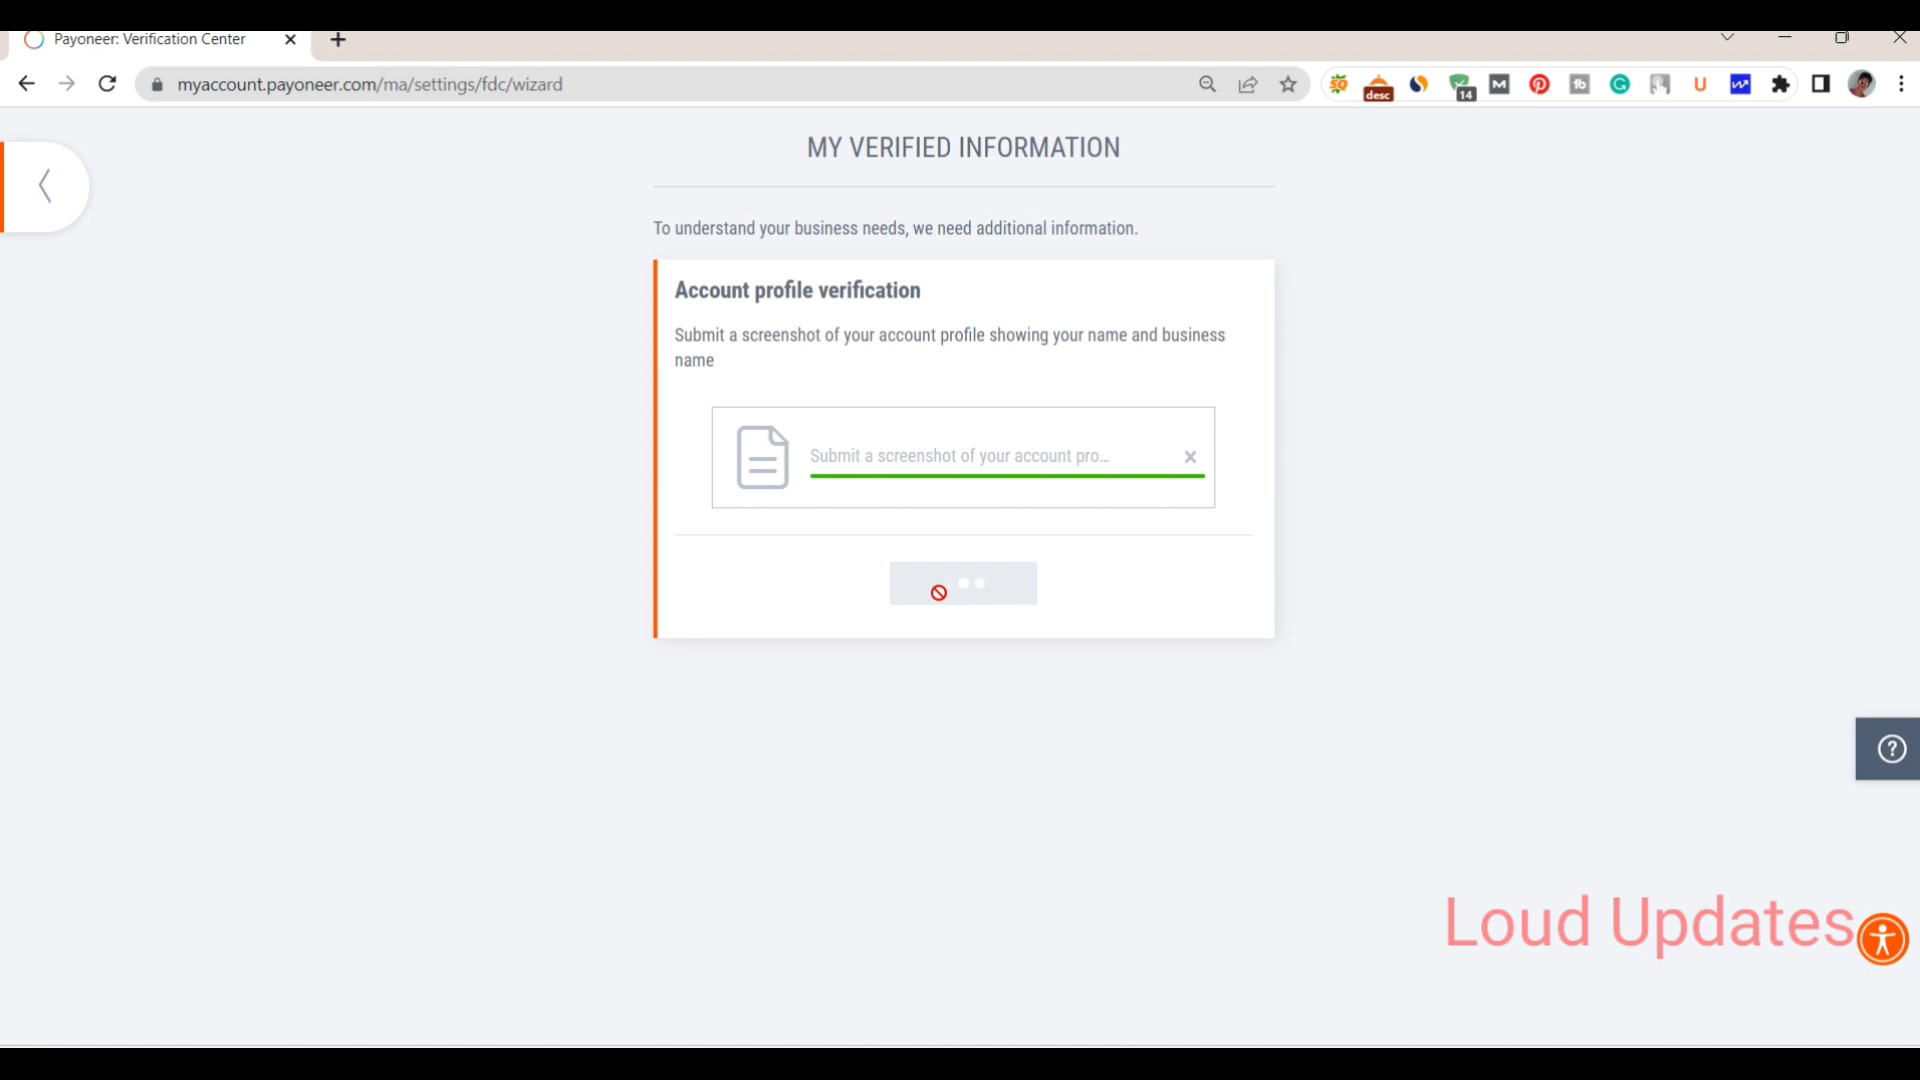 Payoneer: Verification Center
myaccount.payoneer.com/ma/settings/fdc/wizard
desc
14
MY VERIFIED INFORMATION
To understand your business needs, we need additional information.
Account profile verification
Submit a screenshot of your account profile showing your name and business
name
Submit a screenshot of your account pro...
Loud Updates